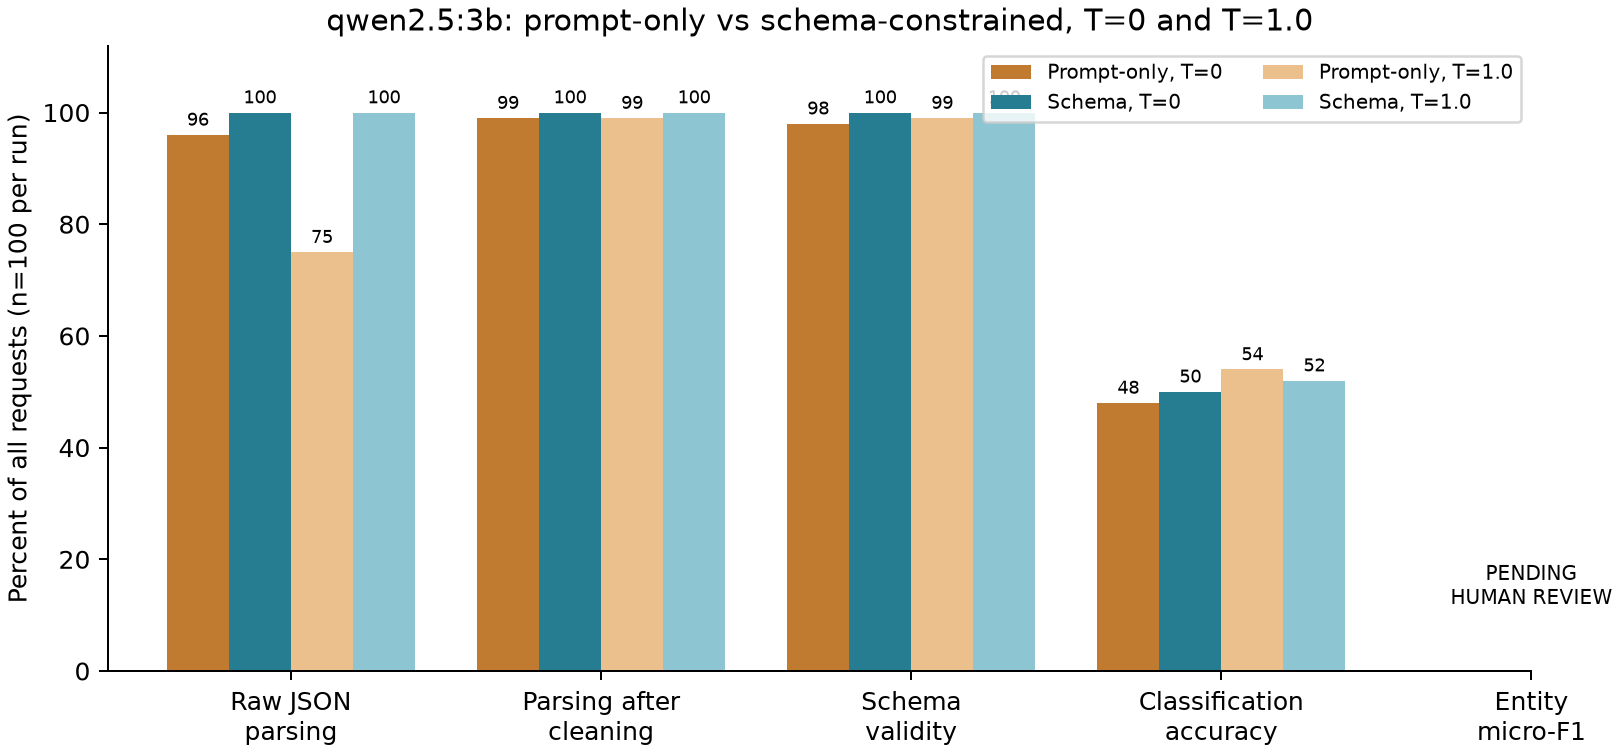 qwen2.5:3b: prompt-only vs schema-constrained, T=0 and T=1.0
Prompt-only, T=0
Schema, T=0
Prompt-only, T=1.0
Schema, T=1.0
Percent of all requests (n=100 per run)
100
80
60
40
20
0
96
100
75
100
99
100
99
100
98
100
99
100
48
50
54
52
PENDING
HUMAN REVIEW
Raw JSON
parsing
Parsing after
cleaning
Schema
validity
Classification
accuracy
Entity
micro-F1